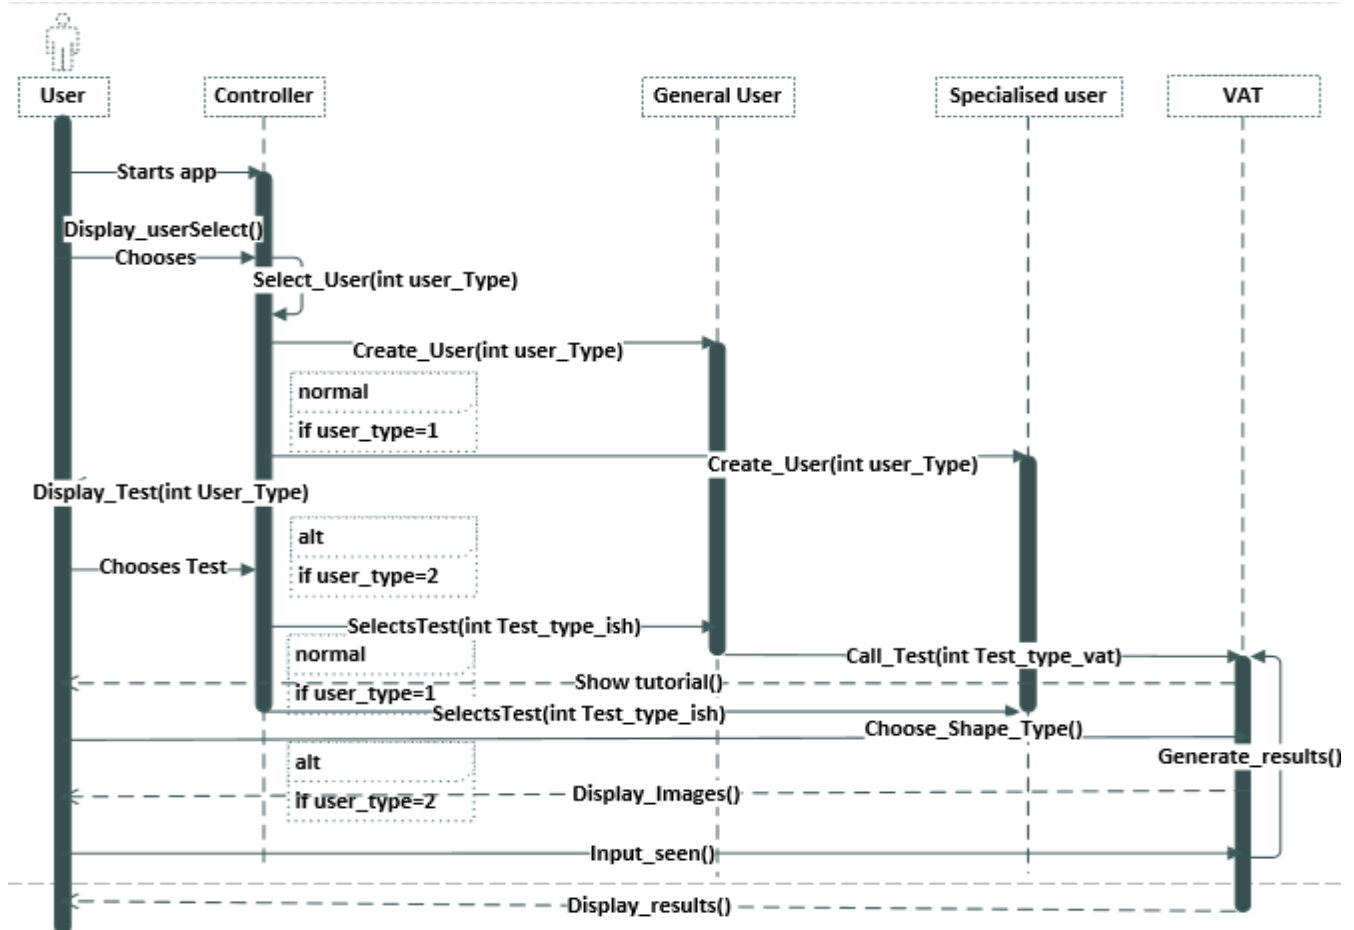 User
Controller
General User
Specialised user
VAT
Starts app
Display_userSelect()
Chooses
Select_User(int user_Type)
Create_User(int user_Type)
normal
if user_type=1
Create_User(int user_Type)
Display_Test(int User_Type)
alt
Chooses Test
if user_type=2
SelectsTest(int Test_type_ish)
normal
Call_Test(int Test_type_vat)
Show tutorial()
if user_type=1
SelectsTest(int Test_type_ish)
Choose_Shape_Type()
Generate_results()
alt
Display_Images()
if user_type=2
Input_seen()
Display_results()